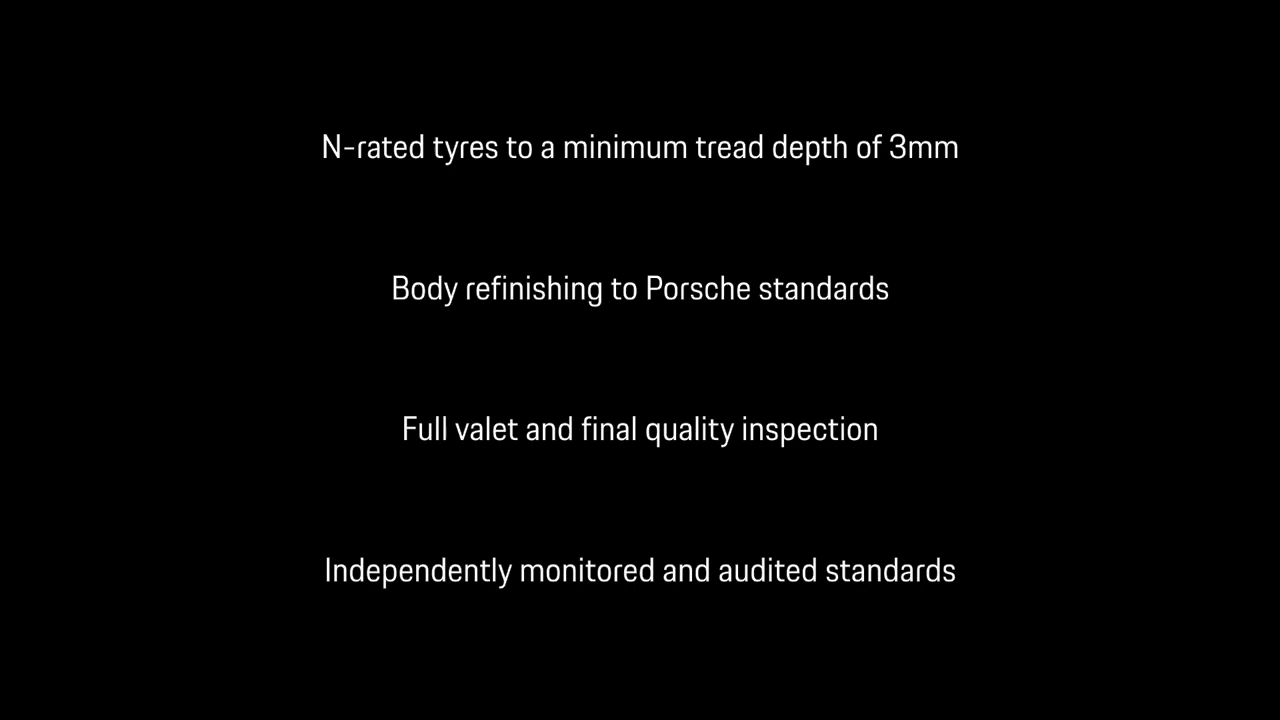 N-rated tyres to a minimum tread depth of 3mm
Body refinishing to Porsche standards
Full valet and final quality inspection
Independently monitored and audited standards